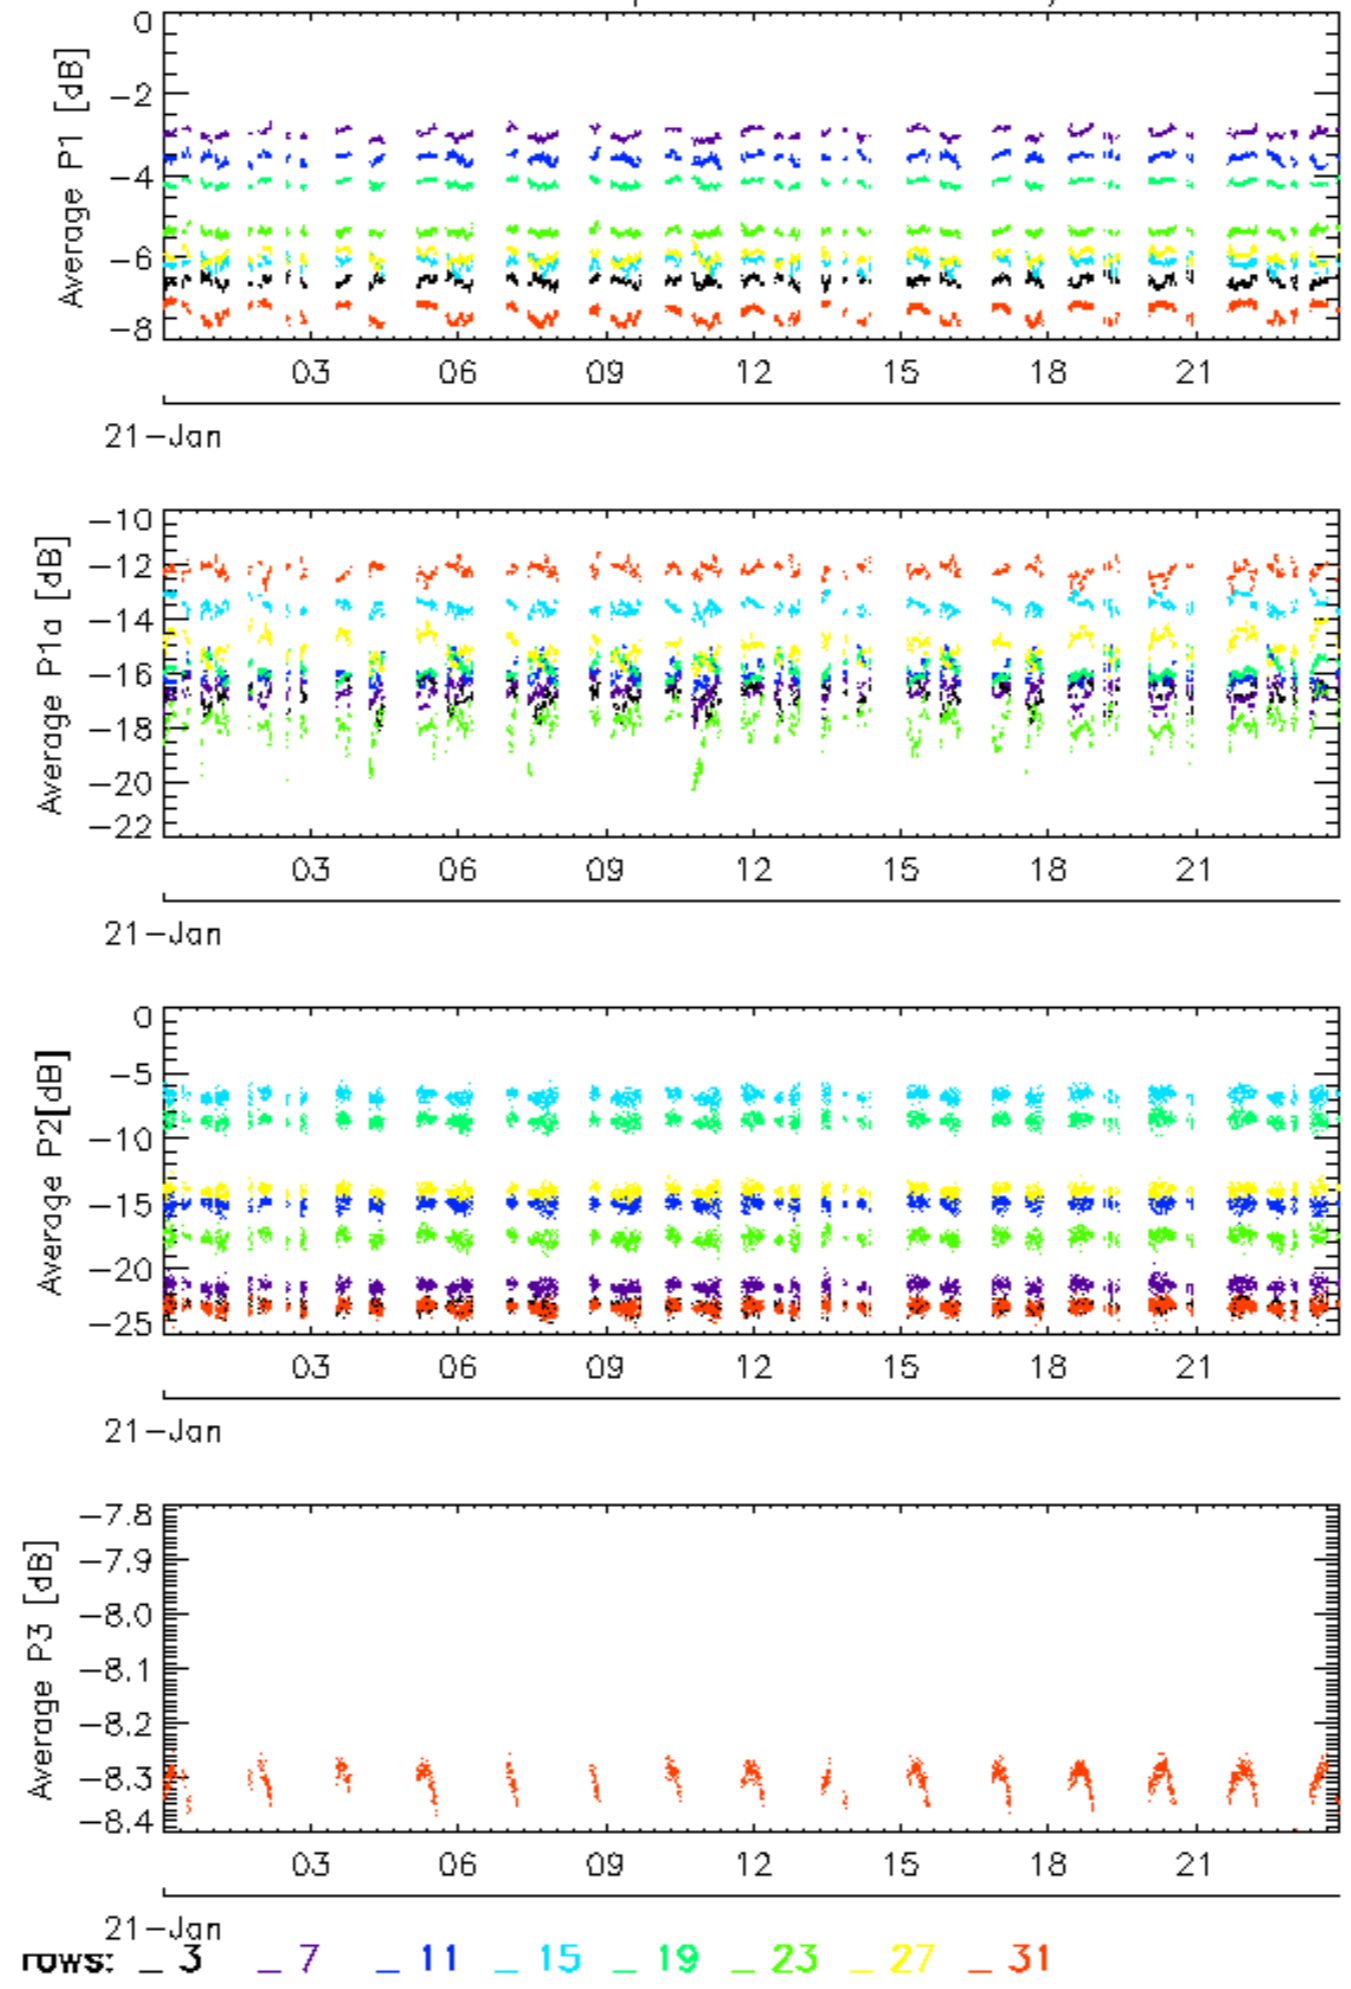 Average P1 [dB]
0
−2
−4
−6
−8
03 06 09 12 15 18 21
21−Jan
Average P1a [dB]
−10
−12
−14
−16
−18
−20
−22
03 06 09 12 15 18 21
21−Jan
Average P2[dB]
0
−5
−10
−15
−20
−25
03 06 09 12 15 18 21
21−Jan
Average P3 [dB]
−7.8
−7.9
−8.0
−8.1
−8.2
−8.3
−8.4
03 06 09 12 15 18 21
21−Jan
rows: _ 3 _ 7 _ 11 _ 15 _ 19 _ 23 _ 27 _ 31